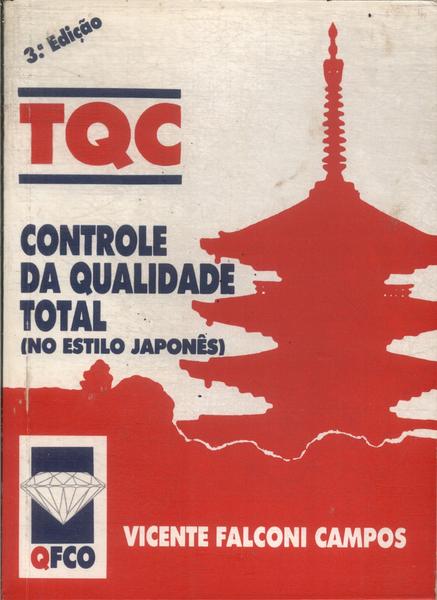 3.ª Edição
TQC
CONTROLE
DA QUALIDADE
TOTAL
(NO ESTILO JAPONÊS)
QFCO
VICENTE FALCONI CAMPOS